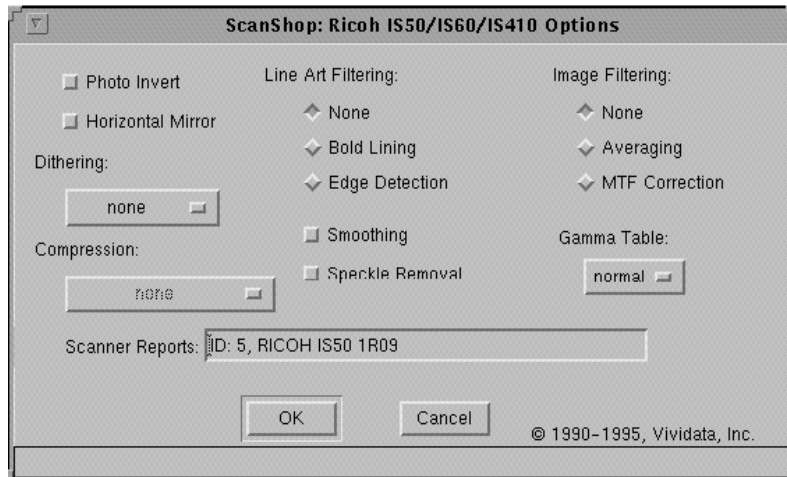 ScanShop: Ricoh IS50/IS60/IS410 Options
Photo Invert
Horizontal Mirror
Dithering:
none
Compression:
none
Line Art Filtering:
None
Bold Lining
Edge Detection
Smoothing
Speckle Removal
Image Filtering:
None
Averaging
MTF Correction
Gamma Table:
normal
Scanner Reports: ID: 5, RICOH IS50 1R09
OK
Cancel
© 1990-1995, Vividata, Inc.